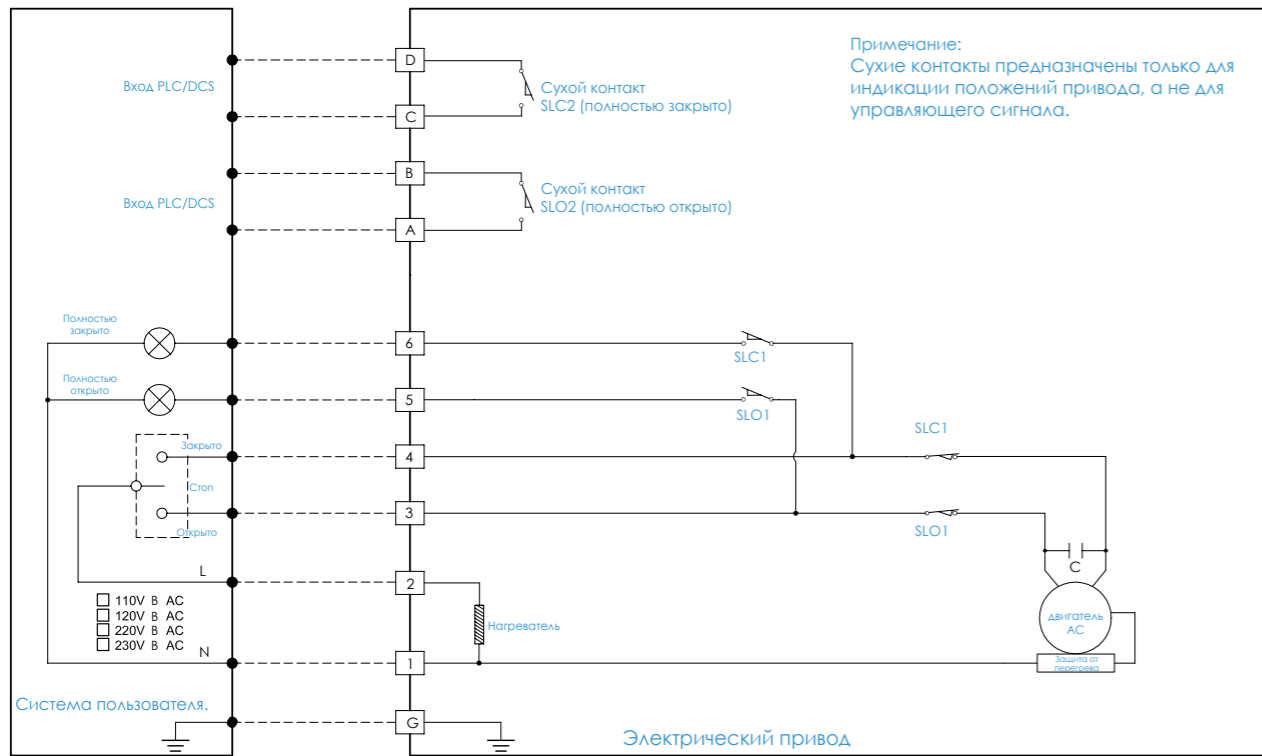 Примечание:
Сухие контакты предназначены только для
индикации положений привода, а не для
управляющего сигнала.
D
Вход PLC/DCS
Сухой контакт
SLC2 (полностью закрыто)
C
B
Вход PLC/DCS
Сухой контакт
SLO2 (полностью открыто)
A
Полностью
закрыто
6
SLC1
Полностью
открыто
5
SLO1
SLC1
Закрыто
4
Стоп
3
Открыто
SLO1
C
L
2
110V В AC
120V В AC
220V В AC
230V В AC
Нагреватель
двигатель
AC
N
1
Защита от
перегрева
Система пользователя.
G
Электрический привод